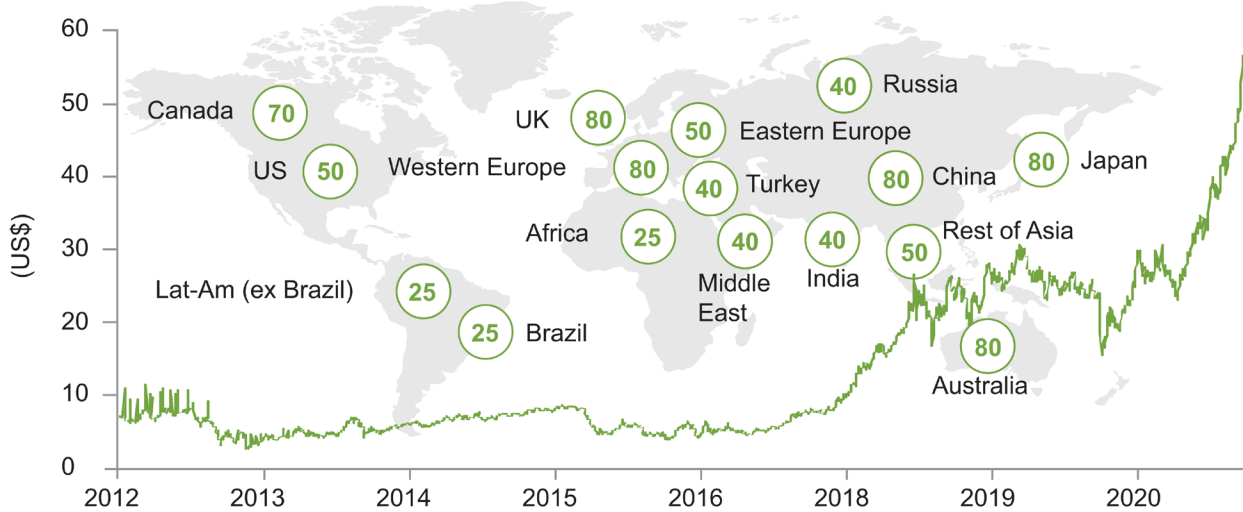 60
50
40
30
20
10
0
(US$)
2012
2013
2014
2015
2016
2018
2019
2020
Canada
70
US
50
Lat-Am (ex Brazil)
25
25
Brazil
UK
80
Western Europe
80
50
Eastern Europe
40
Turkey
Africa
25
40
Middle
East
40
India
40
Russia
80
China
80
Japan
50
Rest of Asia
80
Australia